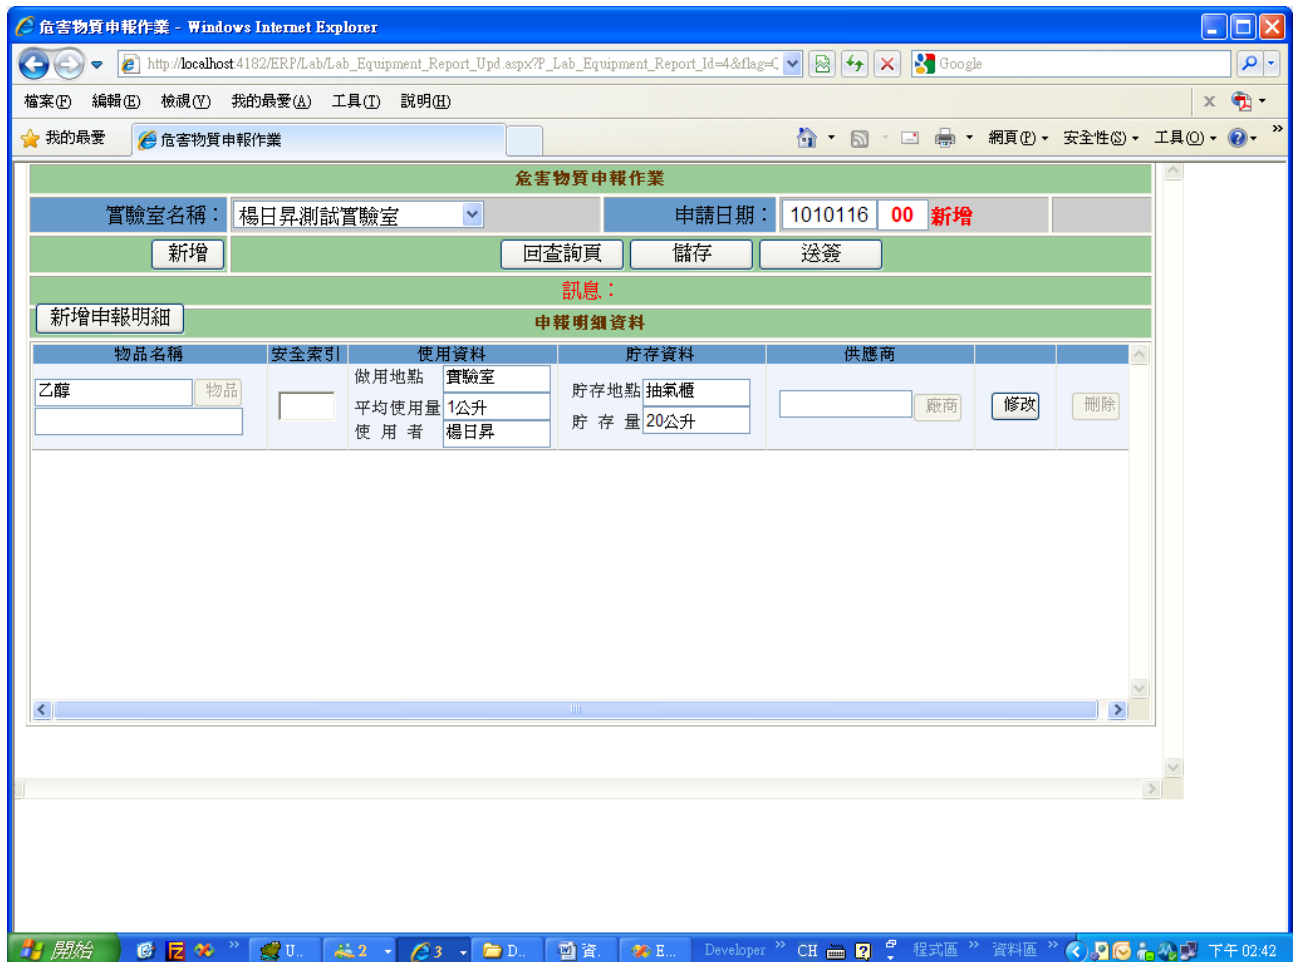 危害物質申報作業 - Windows Internet Explorer
http://localhost:4182/ERP/Lab/Lab_Equipment_Report_Upd.aspx?P_Lab_Equipment_Report_Id=4&flag=C
Google
檔案(F) 編輯(E) 檢視(V) 我的最愛(A) 工具(T) 說明(H)
我的最愛 危害物質申報作業 網頁(P) 安全性(S) 工具(O)
危害物質申報作業
實驗室名稱： 楊日昇測試實驗室 申請日期： 1010116 00 新增
新增 回查詢頁 儲存 送簽
訊息：
新增申報明細 申報明細資料
物品名稱 安全索引 使用資料 貯存資料 供應商
乙醇 物品 做用地點 實驗室 貯存地點 抽氣櫃 廠商 修改 刪除
平均使用量 1公升 貯 存 量 20公升
使 用 者 楊日昇
開始 U.. 2 3 D.. 資. E... Developer CH 程式區 資料區 下午 02:42